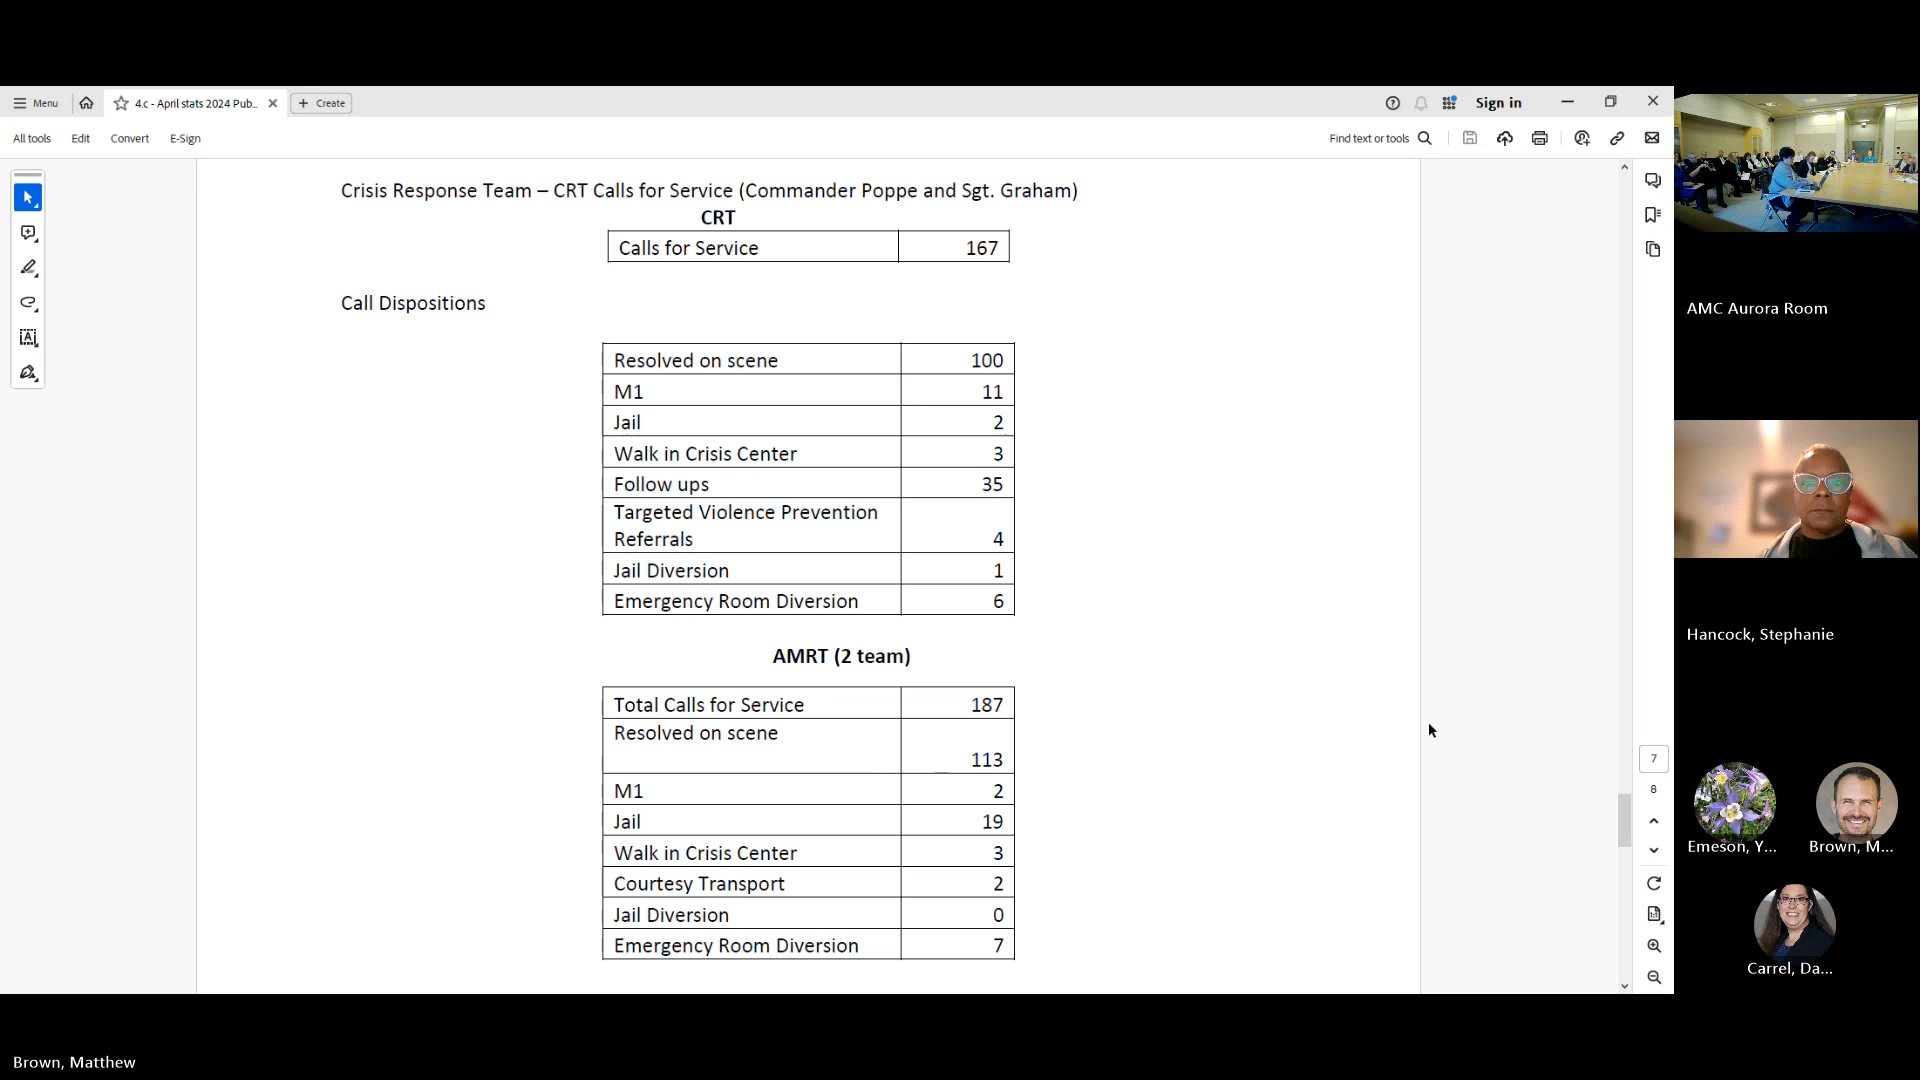 Menu
4.c - April stats 2024 Pub...
Create
Sign in
All tools
Edit
Convert
E-Sign
Find text or tools
Crisis Response Team – CRT Calls for Service (Commander Poppe and Sgt. Graham)
CRT
Calls for Service 167
Call Dispositions
Resolved on scene 100
M1 11
Jail 2
Walk in Crisis Center 3
Follow ups 35
Targeted Violence Prevention
Referrals 4
Jail Diversion 1
Emergency Room Diversion 6
AMRT (2 team)
Total Calls for Service 187
Resolved on scene
113
M1 2
Jail 19
Walk in Crisis Center 3
Courtesy Transport 2
Jail Diversion 0
Emergency Room Diversion 7
7
8
AMC Aurora Room
Hancock, Stephanie
Emeson, Y...
Brown, M...
Carrel, Da...
Brown, Matthew